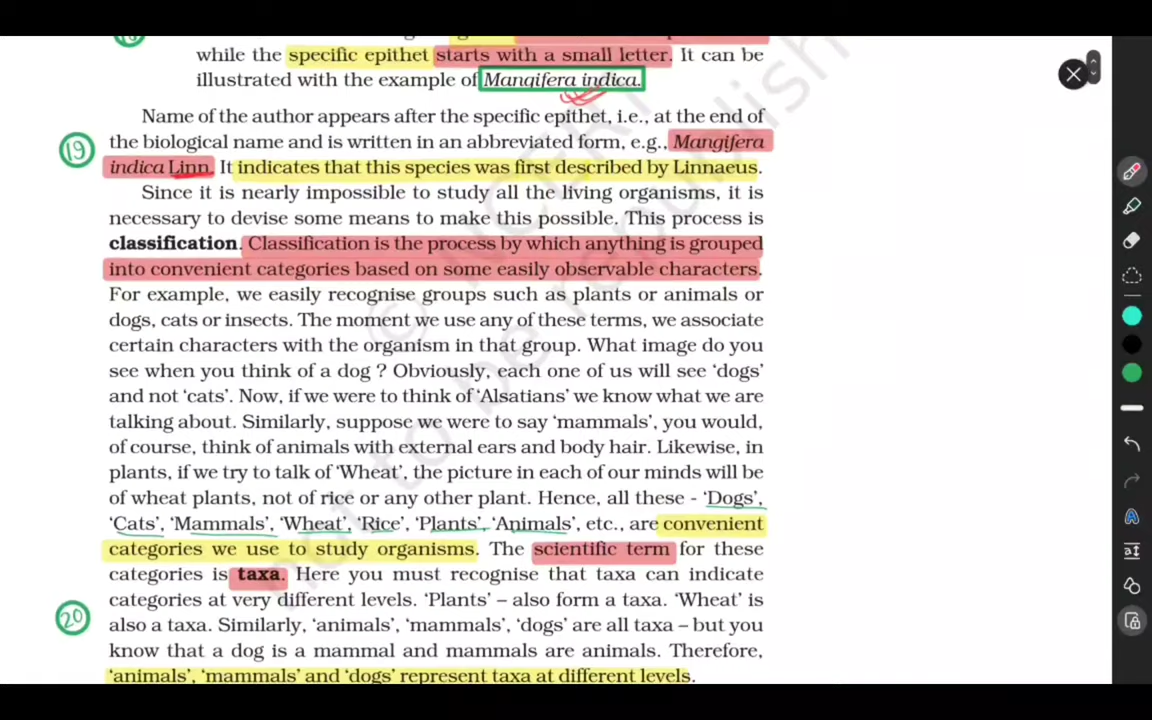 while the specific epithet starts with a small letter. It can be
illustrated with the example of Mangifera indica.
Name of the author appears after the specific epithet, i.e., at the end of
19
the biological name and is written in an abbreviated form, e.g., Mangifera
indica Linn. It indicates that this species was first described by Linnaeus.
Since it is nearly impossible to study all the living organisms, it is
necessary to devise some means to make this possible. This process is
classification. Classification is the process by which anything is grouped
into convenient categories based on some easily observable characters.
For example, we easily recognise groups such as plants or animals or
dogs, cats or insects. The moment we use any of these terms, we associate
certain characters with the organism in that group. What image do you
see when you think of a dog ? Obviously, each one of us will see ‘dogs’
and not ‘cats’. Now, if we were to think of ‘Alsatians’ we know what we are
talking about. Similarly, suppose we were to say ‘mammals’, you would,
of course, think of animals with external ears and body hair. Likewise, in
plants, if we try to talk of ‘Wheat’, the picture in each of our minds will be
of wheat plants, not of rice or any other plant. Hence, all these - ‘Dogs’,
‘Cats’, ‘Mammals’, ‘Wheat’, ‘Rice’, ‘Plants’, ‘Animals’, etc., are convenient
categories we use to study organisms. The scientific term for these
categories is taxa. Here you must recognise that taxa can indicate
categories at very different levels. ‘Plants’ – also form a taxa. ‘Wheat’ is
20
also a taxa. Similarly, ‘animals’, ‘mammals’, ‘dogs’ are all taxa – but you
know that a dog is a mammal and mammals are animals. Therefore,
‘animals’, ‘mammals’ and ‘dogs’ represent taxa at different levels.
© NCERT
not to be republish